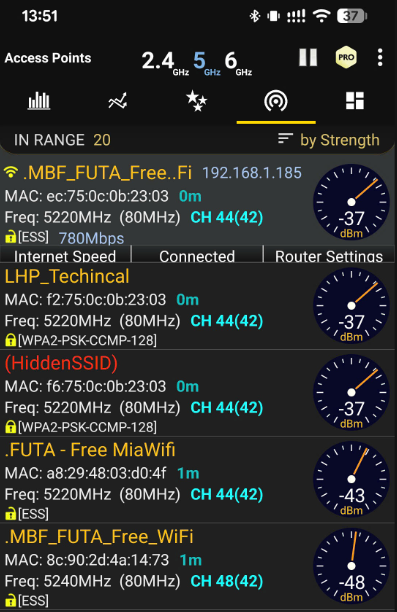 13:51
37
Access Points
2.4GHz 5GHz 6GHz
PRO
IN RANGE 20
by Strength
.MBF_FUTA_Free..Fi 192.168.1.185
MAC: ec:75:0c:0b:23:03 0m
Freq: 5220MHz (80MHz) CH 44(42)
[ESS] 780Mbps
-37
dBm
Internet Speed Connected Router Settings
LHP_Techincal
MAC: f2:75:0c:0b:23:03 0m
Freq: 5220MHz (80MHz) CH 44(42)
[WPA2-PSK-CCMP-128]
-37
dBm
(HiddenSSID)
MAC: f6:75:0c:0b:23:03 0m
Freq: 5220MHz (80MHz) CH 44(42)
[WPA2-PSK-CCMP-128]
-37
dBm
.FUTA - Free MiaWifi
MAC: a8:29:48:03:d0:4f 1m
Freq: 5220MHz (80MHz) CH 44(42)
[ESS]
-43
dBm
.MBF_FUTA_Free_WiFi
MAC: 8c:90:2d:4a:14:73 1m
Freq: 5240MHz (80MHz) CH 48(42)
[ESS]
-48
dBm